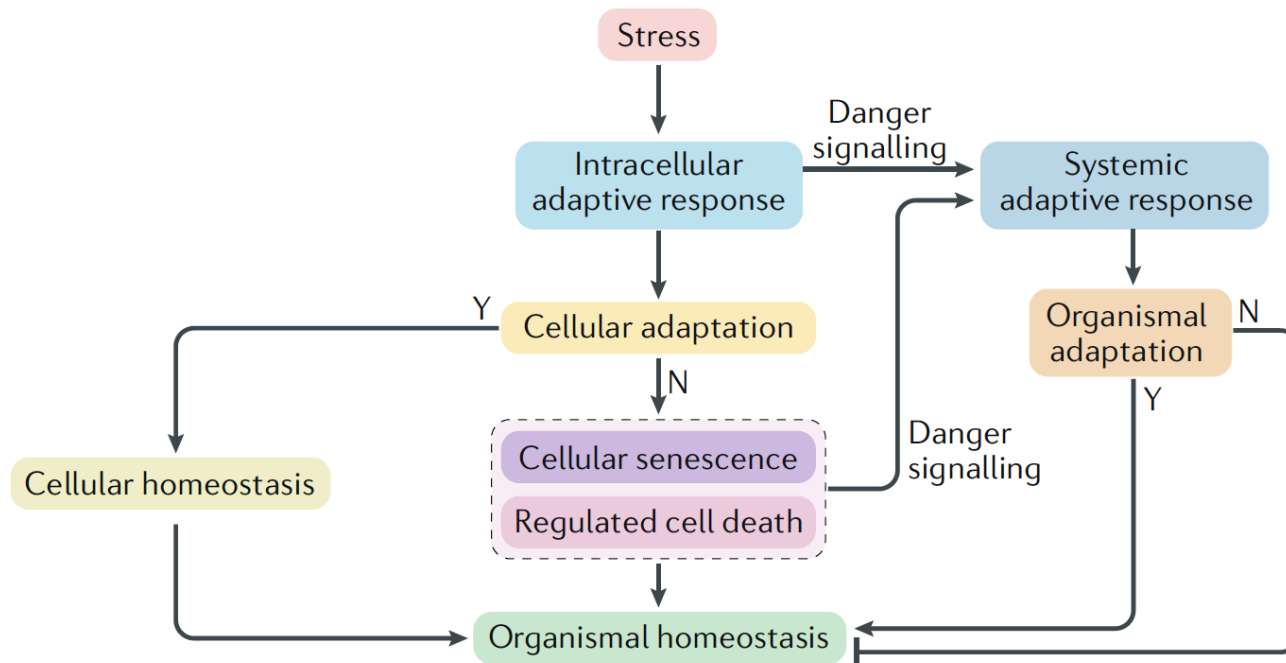 Stress
Danger
signalling
Intracellular
adaptive response
Systemic
adaptive response
Y
Cellular adaptation
Organismal
adaptation
N
N
Y
Cellular senescence
Danger
signalling
Cellular homeostasis
Regulated cell death
Organismal homeostasis